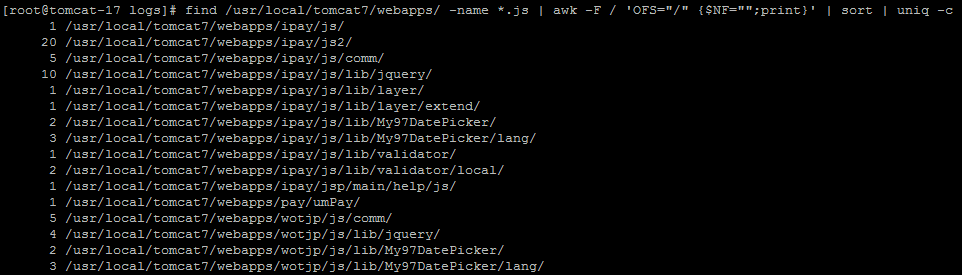 [root@tomcat-17 logs]# find /usr/local/tomcat7/webapps/ -name *.js | awk -F / 'OFS="/" {$NF="";print}' | sort | uniq -c
1 /usr/local/tomcat7/webapps/ipay/js/
20 /usr/local/tomcat7/webapps/ipay/js2/
5 /usr/local/tomcat7/webapps/ipay/js/comm/
10 /usr/local/tomcat7/webapps/ipay/js/lib/jquery/
1 /usr/local/tomcat7/webapps/ipay/js/lib/layer/
1 /usr/local/tomcat7/webapps/ipay/js/lib/layer/extend/
2 /usr/local/tomcat7/webapps/ipay/js/lib/My97DatePicker/
3 /usr/local/tomcat7/webapps/ipay/js/lib/My97DatePicker/lang/
1 /usr/local/tomcat7/webapps/ipay/js/lib/validator/
2 /usr/local/tomcat7/webapps/ipay/js/lib/validator/local/
1 /usr/local/tomcat7/webapps/ipay/jsp/main/help/js/
1 /usr/local/tomcat7/webapps/pay/umPay/
5 /usr/local/tomcat7/webapps/wotjp/js/comm/
4 /usr/local/tomcat7/webapps/wotjp/js/lib/jquery/
2 /usr/local/tomcat7/webapps/wotjp/js/lib/My97DatePicker/
3 /usr/local/tomcat7/webapps/wotjp/js/lib/My97DatePicker/lang/